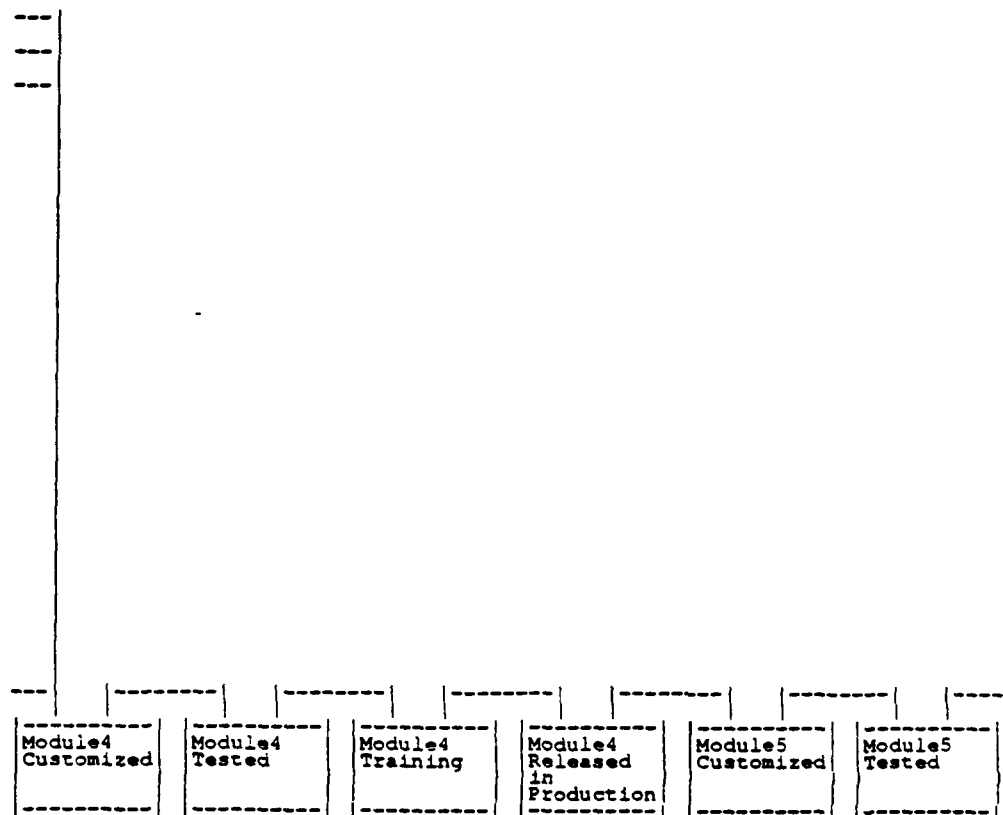 Module4
Customized
Module4
Tested
Module4
Training
Module4
Released
in
Production
Module5
Customized
Module5
Tested